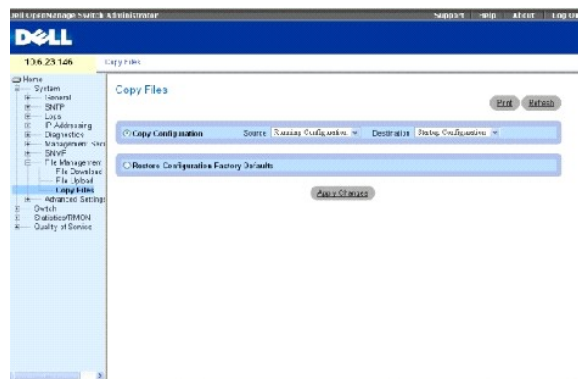 Dell OpenManage Switch Administrator
Support Help About Log Out
DELL
10.6.23.146
Copy Files
Home
System
General
SNTP
Logs
IP Addressing
Diagnostics
Management
SNMP
File Management
File Download
File Upload
Copy Files
Advanced Settings
Switch
Statistics/RMON
Quality of Service
Copy Files
Print Refresh
Copy Configuration Source Running Configuration Destination Startup Configuration
Restore Configuration Factory Defaults
Apply Changes